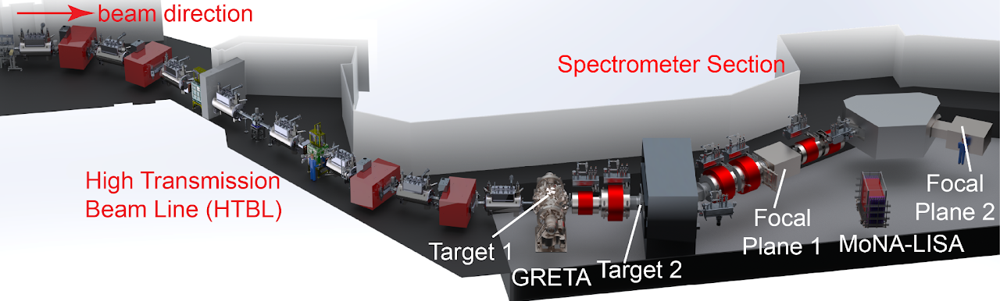 beam direction
Spectrometer Section
High Transmission
Beam Line (HTBL)
Target 1
GRETA
Target 2
Focal
Plane 1
MoNA-LISA
Focal
Plane 2